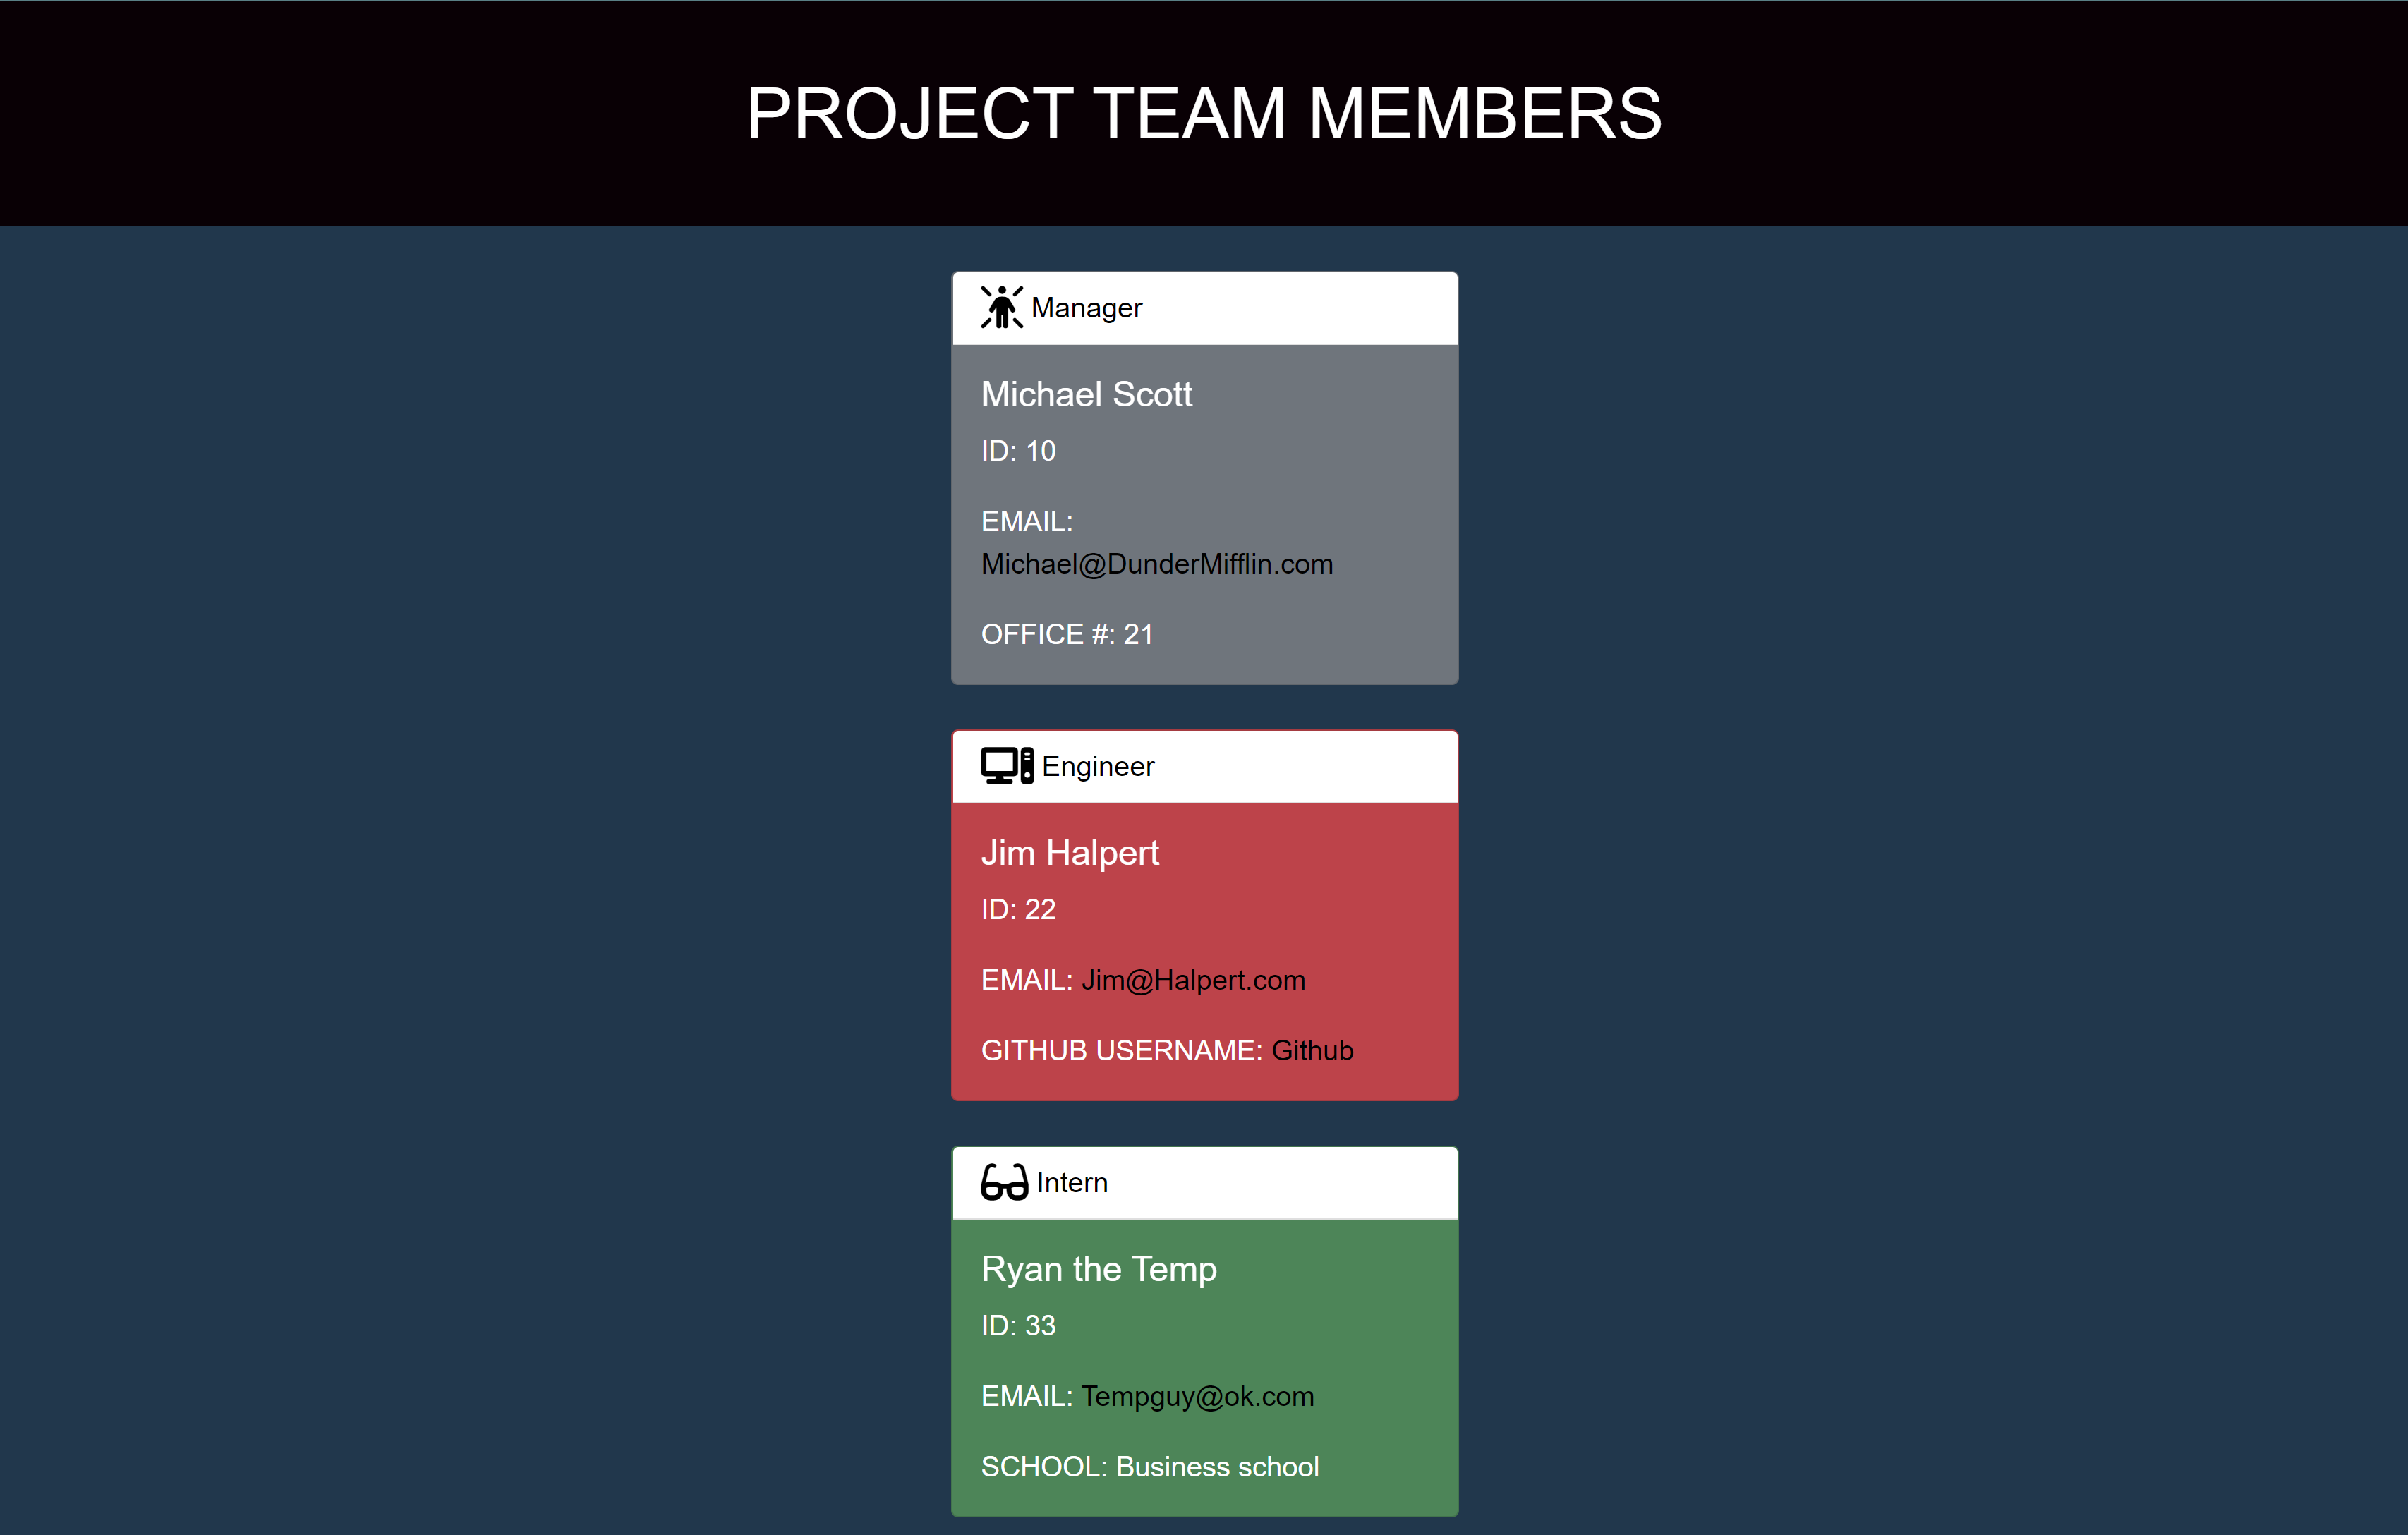 PROJECT TEAM MEMBERS
Manager
Michael Scott
ID: 10
EMAIL:
Michael@DunderMifflin.com
OFFICE #: 21
Engineer
Jim Halpert
ID: 22
EMAIL: Jim@Halpert.com
GITHUB USERNAME: Github
Intern
Ryan the Temp
ID: 33
EMAIL: Tempguy@ok.com
SCHOOL: Business school